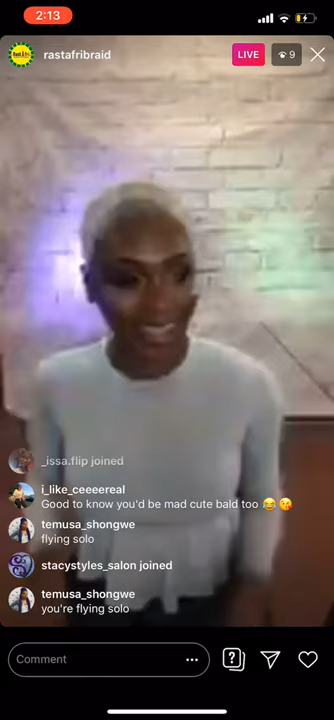 2:13
rastafribraid
LIVE
9
_issa.flip joined
i_like_ceeeereal
Good to know you'd be mad cute bald too 😂😘
temusa_shongwe
flying solo
stacystyles_salon joined
temusa_shongwe
you're flying solo
Comment